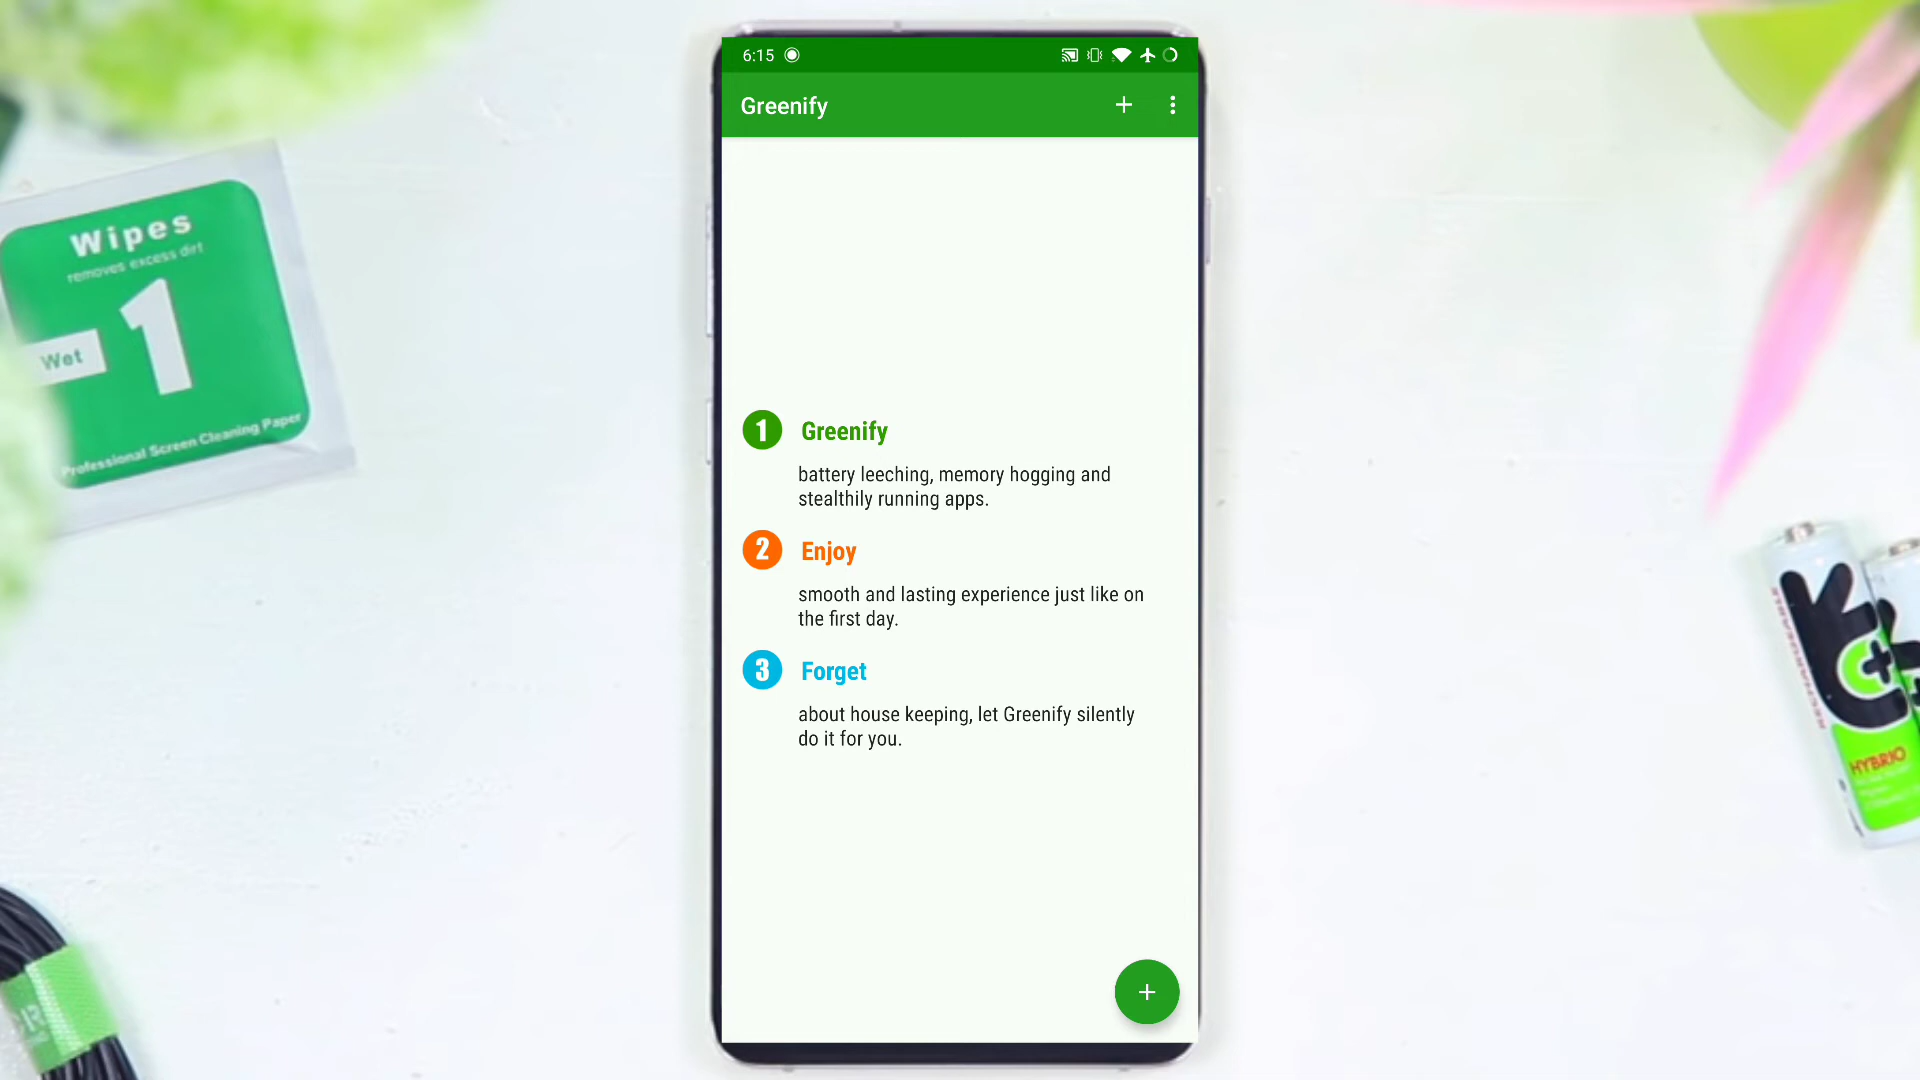 6:15
Greenify
1 Greenify
battery leeching, memory hogging and
stealthily running apps.
2 Enjoy
smooth and lasting experience just like on
the first day.
3 Forget
about house keeping, let Greenify silently
do it for you.
Wipes
removes excess dirt
1
Wet
Professional Screen Cleaning Paper
HYBRIO
RECHARGEABLE